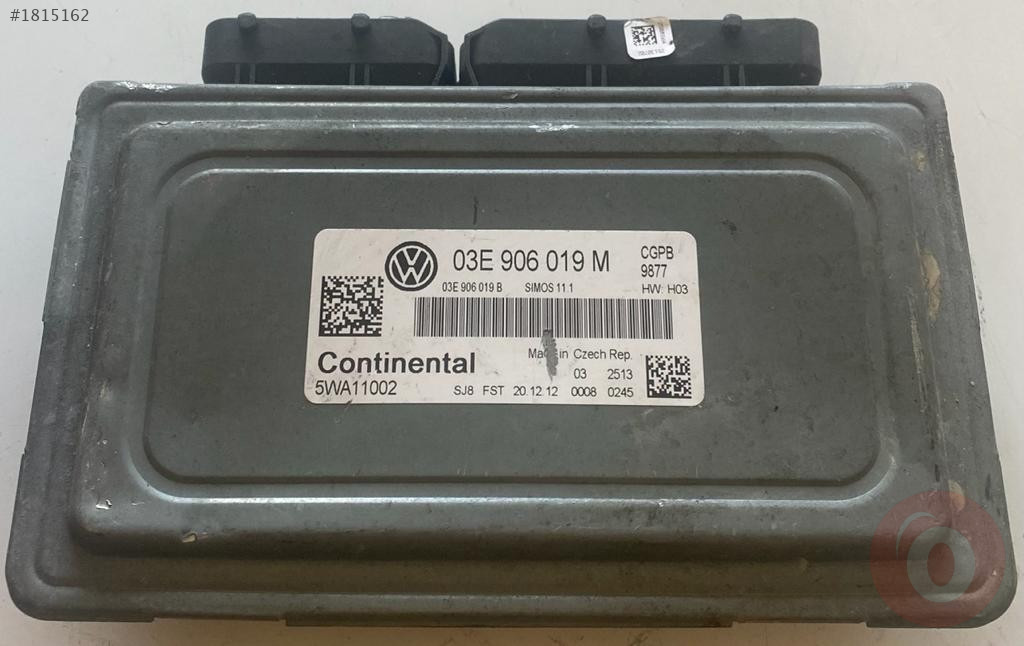 #1815162
03E 906 019 M
CGPB
9877
03E 906 019 B SIMOS 11.1 HW: H03
Continental
Made in Czech Rep.
5WA11002
03 2513
SJ8 FST 20.12.12 0008 0245